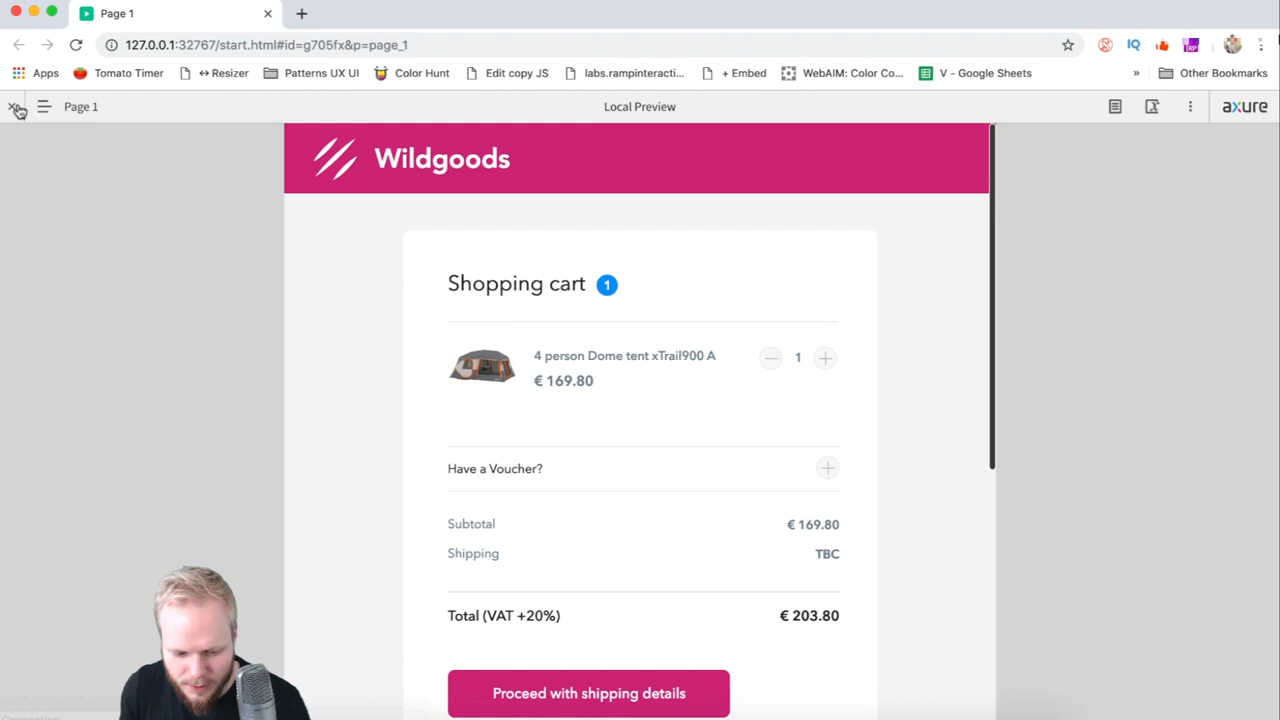 Page 1
127.0.0.1:32767/start.html#id=g705fx&p=page_1
Apps Tomato Timer ↔Resizer Patterns UX UI Color Hunt Edit copy JS labs.rampinteracti... + Embed WebAIM: Color Co... V - Google Sheets » Other Bookmarks
Page 1 Local Preview axure
Wildgoods
Shopping cart 1
4 person Dome tent xTrail900 A
€ 169.80
1
Have a Voucher?
Subtotal € 169.80
Shipping TBC
Total (VAT +20%) € 203.80
Proceed with shipping details